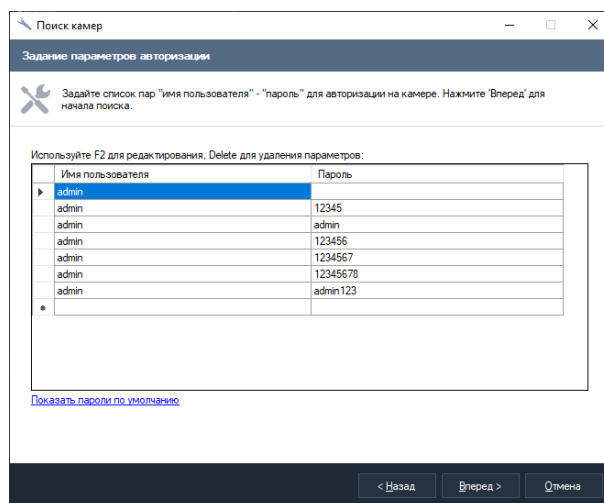 Поиск камер
Задание параметров авторизации
Задайте список пар "имя пользователя" - "пароль" для авторизации на камере. Нажмите 'Вперед' для
начала поиска.
Используйте F2 для редактирования, Delete для удаления параметров:
Имя пользователя Пароль
admin
admin 12345
admin admin
admin 123456
admin 1234567
admin 12345678
admin admin123
Показать пароли по умолчанию
< Назад Вперед > Отмена